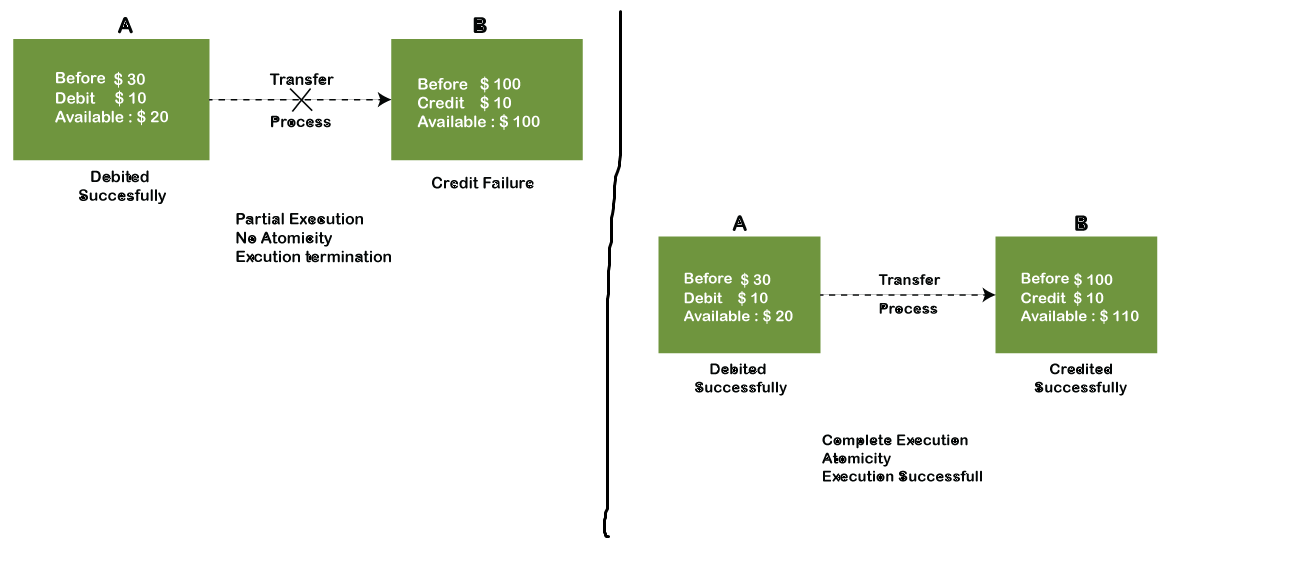 A
B
Before $ 30
Debit $ 10
Available : $ 20
Transfer
Process
Before $ 100
Credit $ 10
Available : $ 100
Debited
Succesfully
Credit Failure
Partial Execution
No Atomicity
Excution termination
A
B
Before $ 30
Debit $ 10
Available : $ 20
Transfer
Process
Before $ 100
Credit $ 10
Available : $ 110
Debited
Successfully
Credited
Successfully
Complete Execution
Atomicity
Execution Successfull